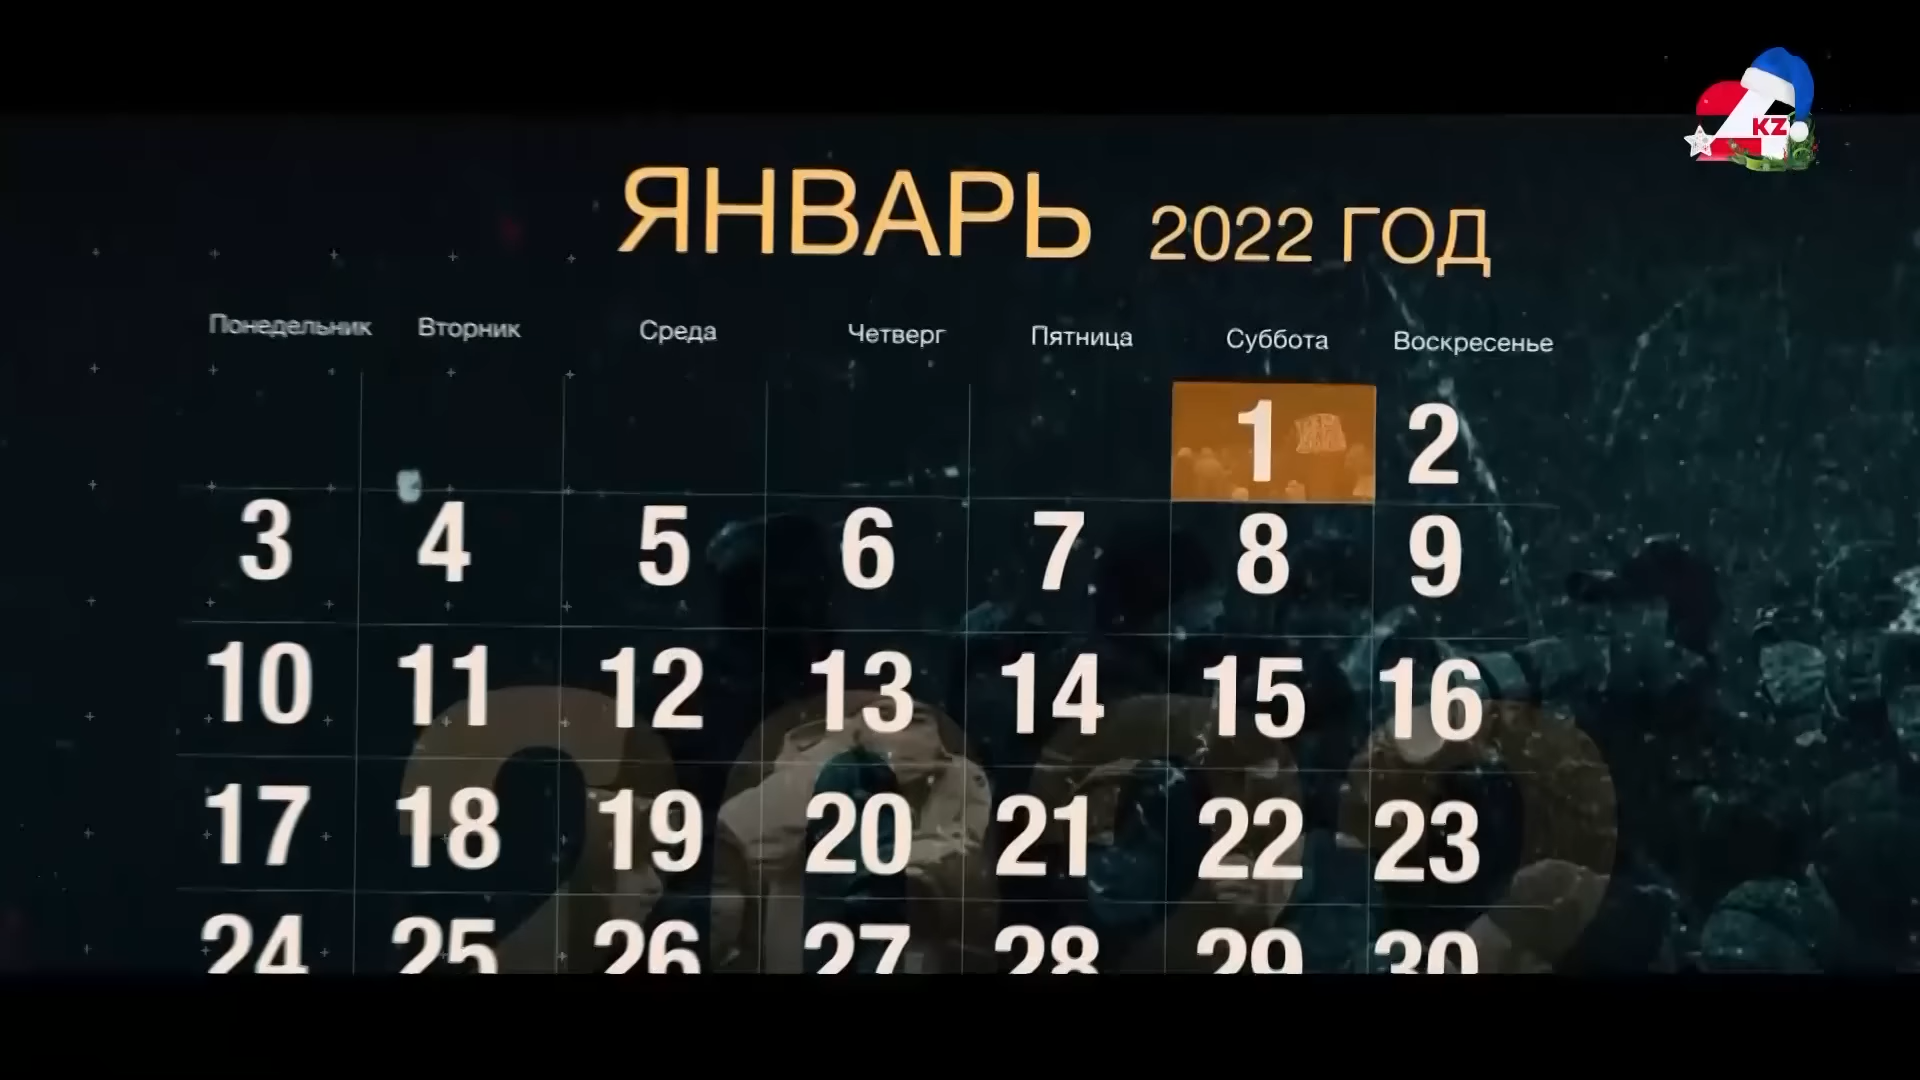 24
KZ
ЯНВАРЬ 2022 ГОД
Понедельник Вторник Среда Четверг Пятница Суббота Воскресенье
1 2
3 4 5 6 7 8 9
10 11 12 13 14 15 16
17 18 19 20 21 22 23
24 25 26 27 28 29 30
2022